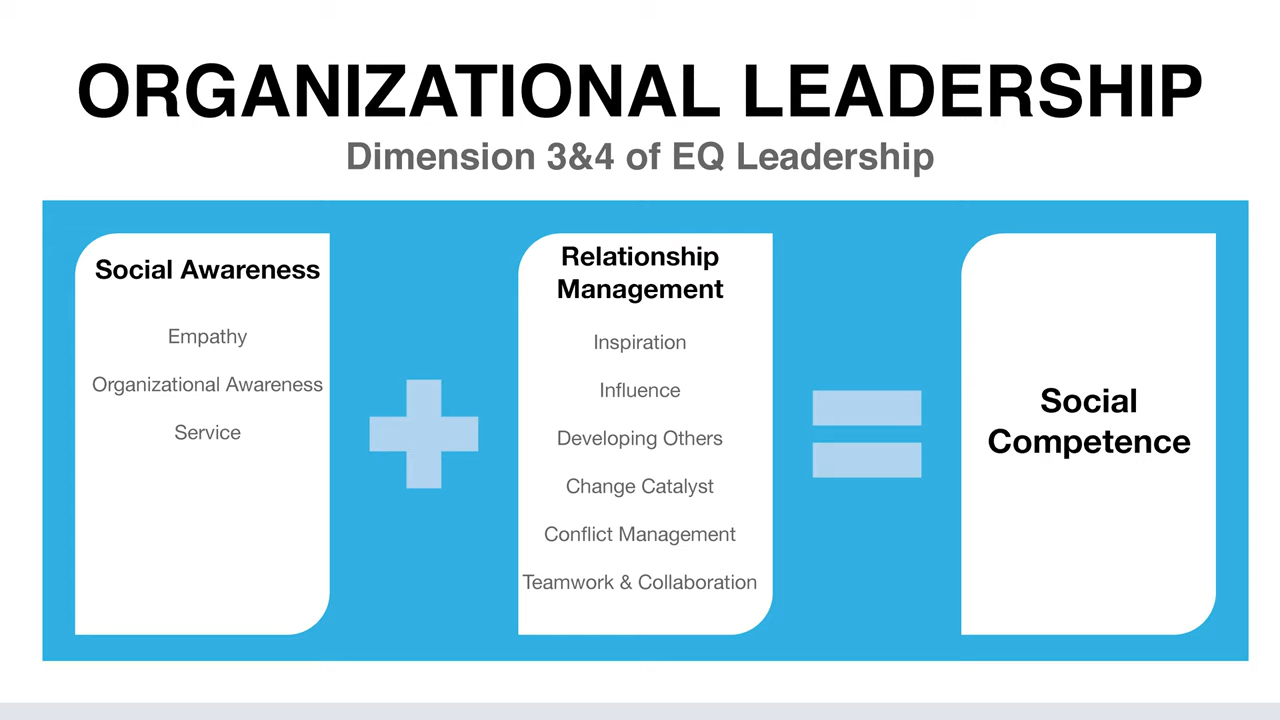 ORGANIZATIONAL LEADERSHIP
Dimension 3&4 of EQ Leadership
Social Awareness
Empathy
Organizational Awareness
Service
Relationship
Management
Inspiration
Influence
Developing Others
Change Catalyst
Conflict Management
Teamwork & Collaboration
Social
Competence